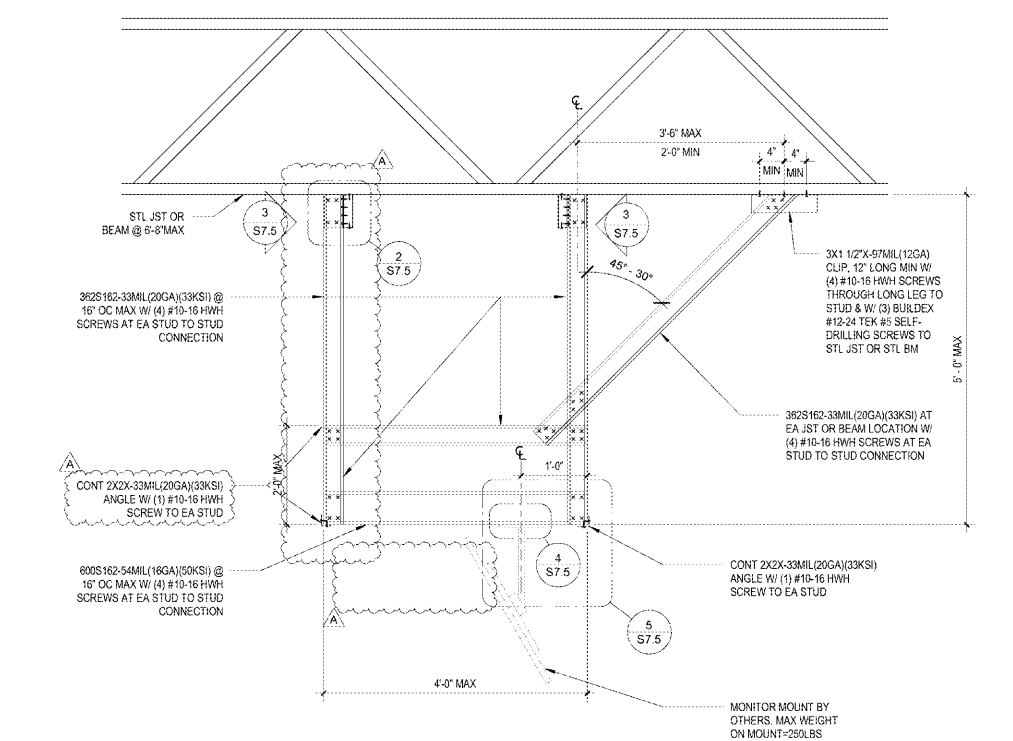 ℄
3'-6" MAX
2'-0" MIN
4" 4"
MIN MIN
A
STL JST OR
BEAM @ 6'-8"MAX
3
S7.5
2
S7.5
3
S7.5
45° - 30°
3X1 1/2"X-97MIL(12GA)
CLIP, 12" LONG MIN W/
(4) #10-16 HWH SCREWS
THROUGH LONG LEG TO
STUD & W/ (3) BUILDEX
#12-24 TEK #5 SELF-
DRILLING SCREWS TO
STL JST OR STL BM
362S162-33MIL(20GA)(33KSI) @
16" OC MAX W/ (4) #10-16 HWH
SCREWS AT EA STUD TO STUD
CONNECTION
5' - 0" MAX
362S162-33MIL(20GA)(33KSI) AT
EA JST OR BEAM LOCATION W/
(4) #10-16 HWH SCREWS AT EA
STUD TO STUD CONNECTION
℄
1'-0"
2'-0" MAX
A
CONT 2X2X-33MIL(20GA)(33KSI)
ANGLE W/ (1) #10-16 HWH
SCREW TO EA STUD
600S162-54MIL(16GA)(50KSI) @
16" OC MAX W/ (4) #10-16 HWH
SCREWS AT EA STUD TO STUD
CONNECTION
A
4
S7.5
CONT 2X2X-33MIL(20GA)(33KSI)
ANGLE W/ (1) #10-16 HWH
SCREW TO EA STUD
5
S7.5
4'-0" MAX
MONITOR MOUNT BY
OTHERS. MAX WEIGHT
ON MOUNT=250LBS